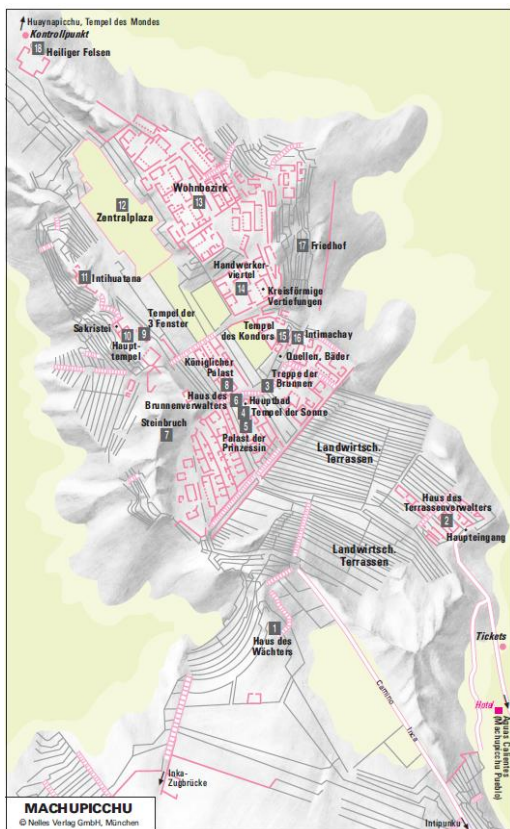 Huaynapicchu, Tempel des Mondes
Kontrollpunkt
18 Heiliger Felsen
Wohnbezirk
13
12
Zentralplaza
17 Friedhof
Handwerker-
viertel
14
Kreisförmige
Vertiefungen
11 Intihuatana
Sakristei
Tempel der
3 Fenster
10 9
Haupt-
tempel
Tempel
des Kondors
15 16
Intimachay
Quellen, Bäder
Königlicher
Palast
8
Treppe der
Brunnen
3
Haus des
Brunnenverwalters
6 Hauptbad
4 Tempel der Sonne
5
Steinbruch
7
Palast der
Prinzessin
Landwirtsch.
Terrassen
Haus des
Terrassenverwalters
2
Haupteingang
Landwirtsch.
Terrassen
1
Haus des
Wächters
Tickets
Hotel
Aguas Calientes
(Machupicchu Pueblo)
Camino Inca
Inka-
Zugbrücke
Intipunku
MACHUPICCHU
© Nelles Verlag GmbH, München